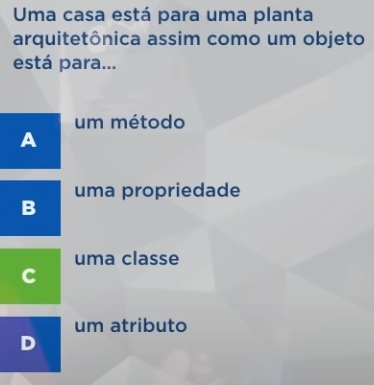 Uma casa está para uma planta
arquitetônica assim como um objeto
está para...
A um método
B uma propriedade
C uma classe
D um atributo